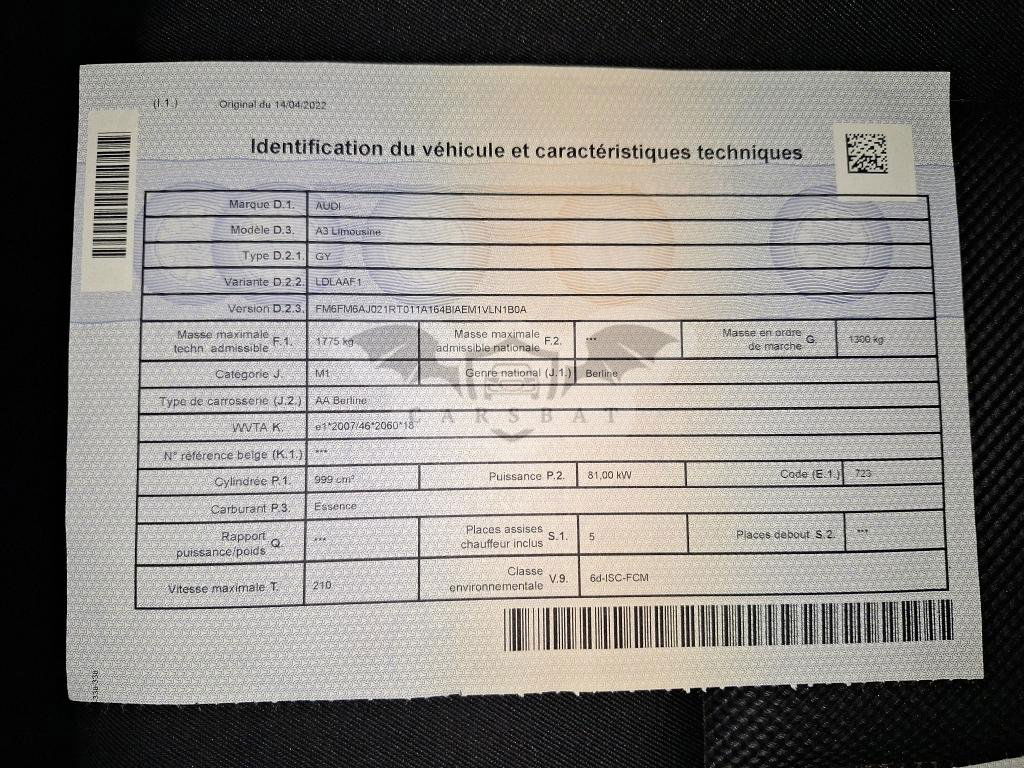 (I.1.) Original du 14/04/2022
Identification du véhicule et caractéristiques techniques
Marque D.1. AUDI
Modèle D.3. A3 Limousine
Type D.2.1. GY
Variante D.2.2. LDLAAF1
Version D.2.3. FM6FM6AJ021RT011A164BIAEM1VLN1B0A
Masse maximale techn. admissible F.1. 1775 kg Masse maximale admissible nationale F.2. *** Masse en ordre de marche G. 1300 kg
Categorie J. M1 Genre national (J.1.) Berline
Type de carrosserie (J.2.) AA Berline
CARSBAT
WVTA K. e1*2007/46*2060*18
N° référence belge (K.1.) ***
Cylindrée P.1. 999 cm³ Puissance P.2. 81,00 kW Code (E.1.) 723
Carburant P.3. Essence
Rapport puissance/poids Q. *** Places assises chauffeur inclus S.1. 5 Places debout S.2. ***
Vitesse maximale T. 210 Classe environnementale V.9. 6d-ISC-FCM